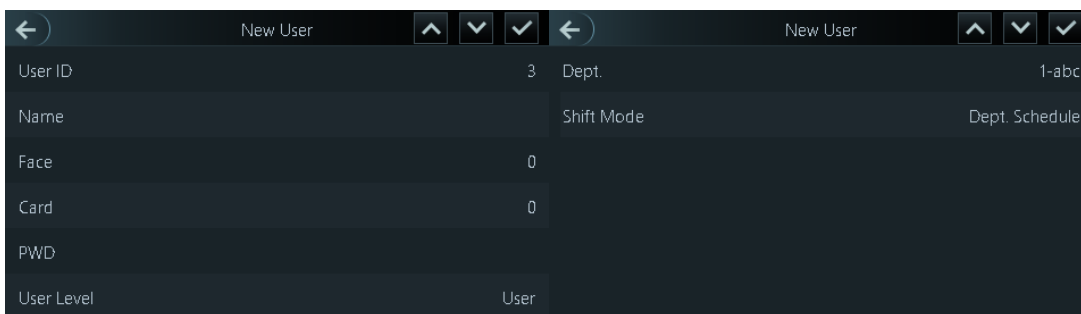 New User
User ID 3
Name
Face 0
Card 0
PWD
User Level User
New User
Dept. 1-abc
Shift Mode Dept. Schedule